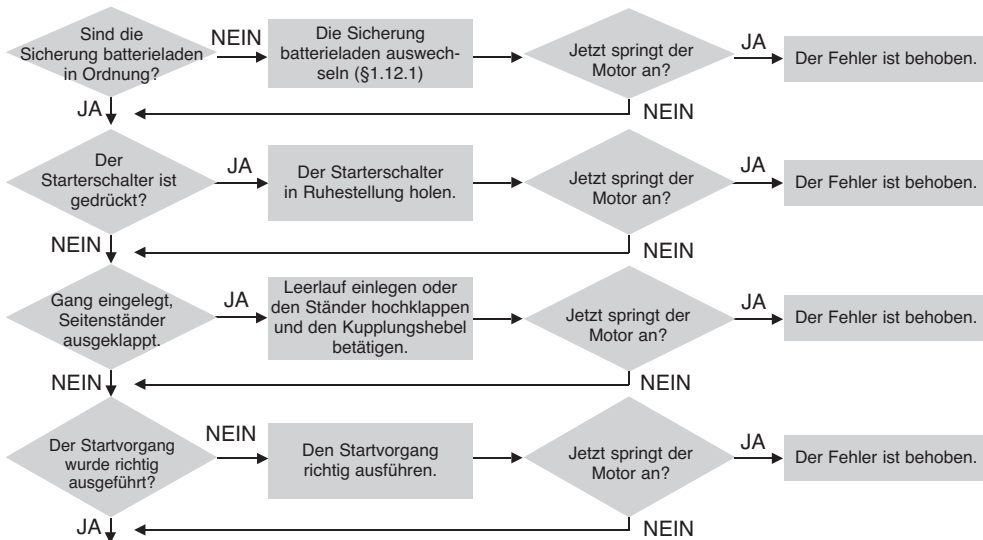 Sind die
Sicherung batterieladen
in Ordnung?
NEIN
Die Sicherung
batterieladen auswech-
seln (§1.12.1)
Jetzt springt der
Motor an?
JA
Der Fehler ist behoben.
JA
NEIN
Der
Starterschalter ist
gedrückt?
JA
Der Starterschalter
in Ruhestellung holen.
Jetzt springt der
Motor an?
JA
Der Fehler ist behoben.
NEIN
NEIN
Gang eingelegt,
Seitenständer
ausgeklappt.
JA
Leerlauf einlegen oder
den Ständer hochklappen
und den Kupplungshebel
betätigen.
Jetzt springt der
Motor an?
JA
Der Fehler ist behoben.
NEIN
NEIN
Der Startvorgang
wurde richtig
ausgeführt?
NEIN
Den Startvorgang
richtig ausführen.
Jetzt springt der
Motor an?
JA
Der Fehler ist behoben.
JA
NEIN